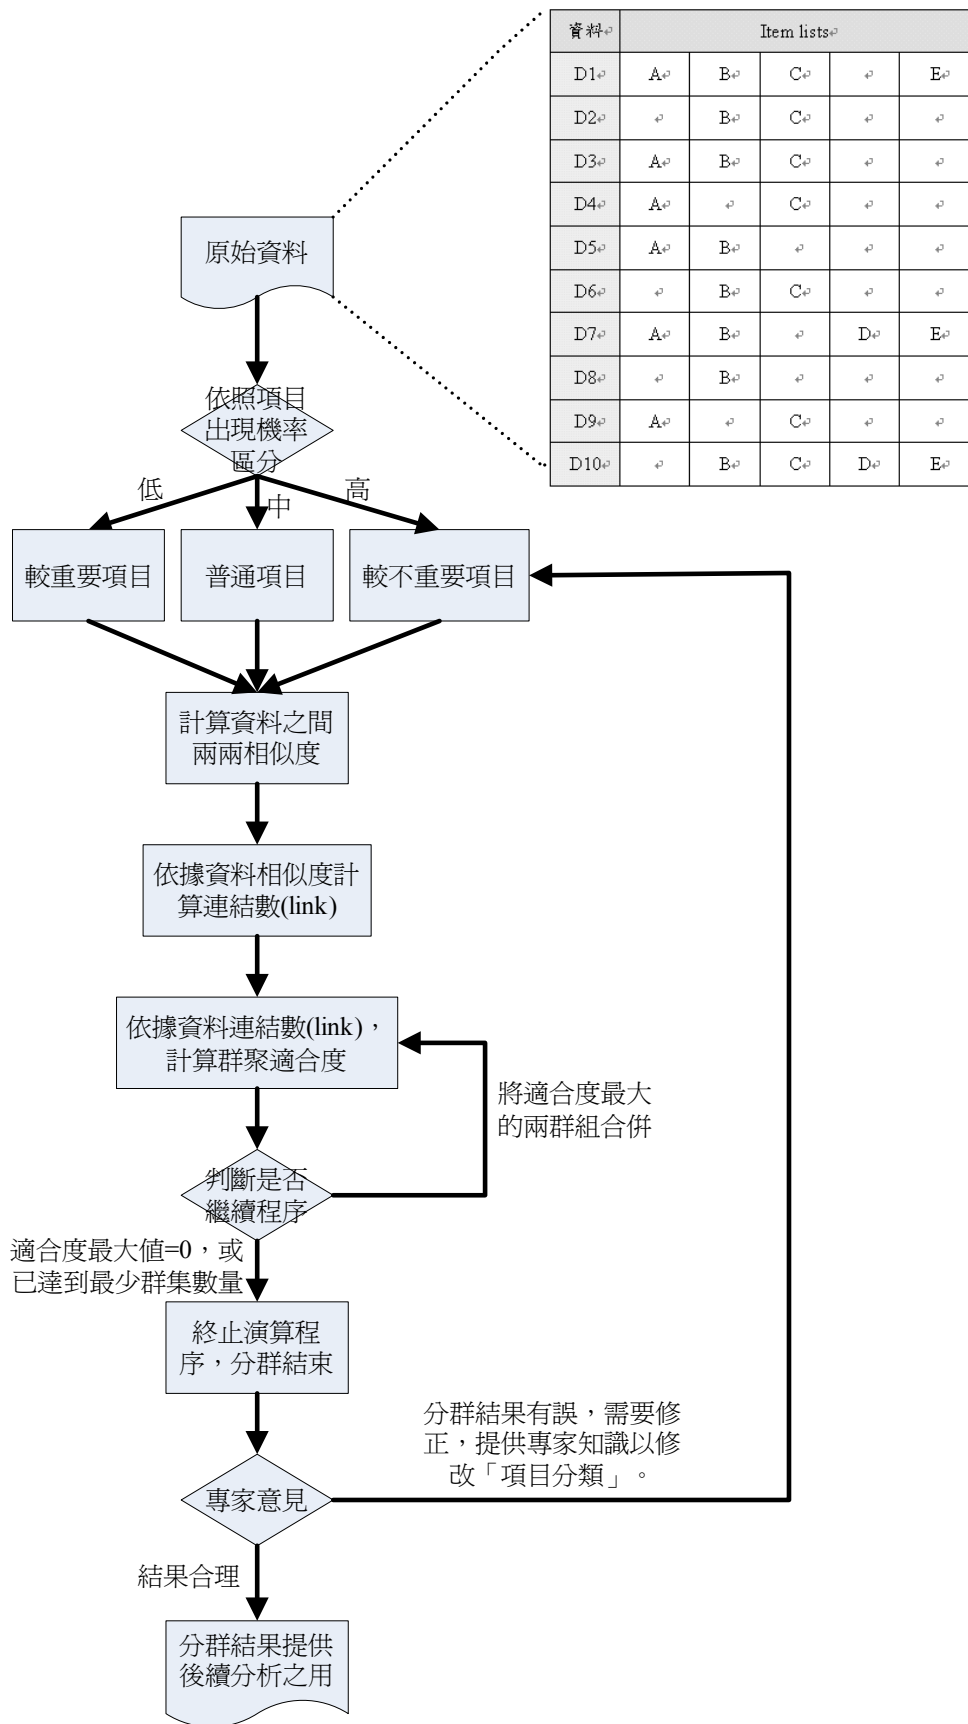 資料 Item lists
D1 A B C E
D2 B C
D3 A B C
D4 A C
D5 A B
D6 B C
D7 A B D E
D8 B
D9 A C
D10 B C D E
原始資料
依照項目
出現機率
區分
低
中
高
較重要項目
普通項目
較不重要項目
計算資料之間
兩兩相似度
依據資料相似度計
算連結數(link)
依據資料連結數(link),
計算群聚適合度
將適合度最大
的兩群組合併
判斷是否
繼續程序
適合度最大值=0,或
已達到最少群集數量
終止演算程
序,分群結束
分群結果有誤,需要修
正,提供專家知識以修
改「項目分類」。
專家意見
結果合理
分群結果提供
後續分析之用